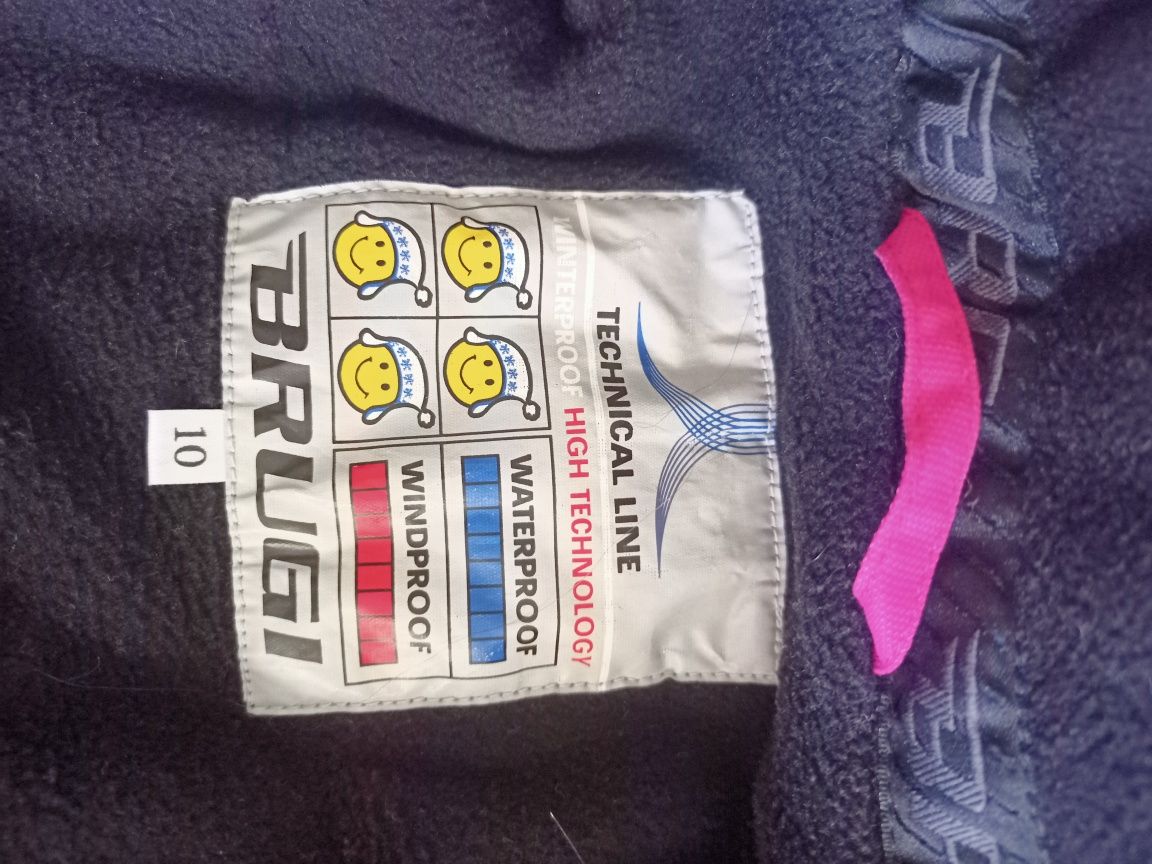 TECHNICAL LINE
WINTERPROOF HIGH TECHNOLOGY
WATERPROOF
WINDPROOF
BRUGI
10